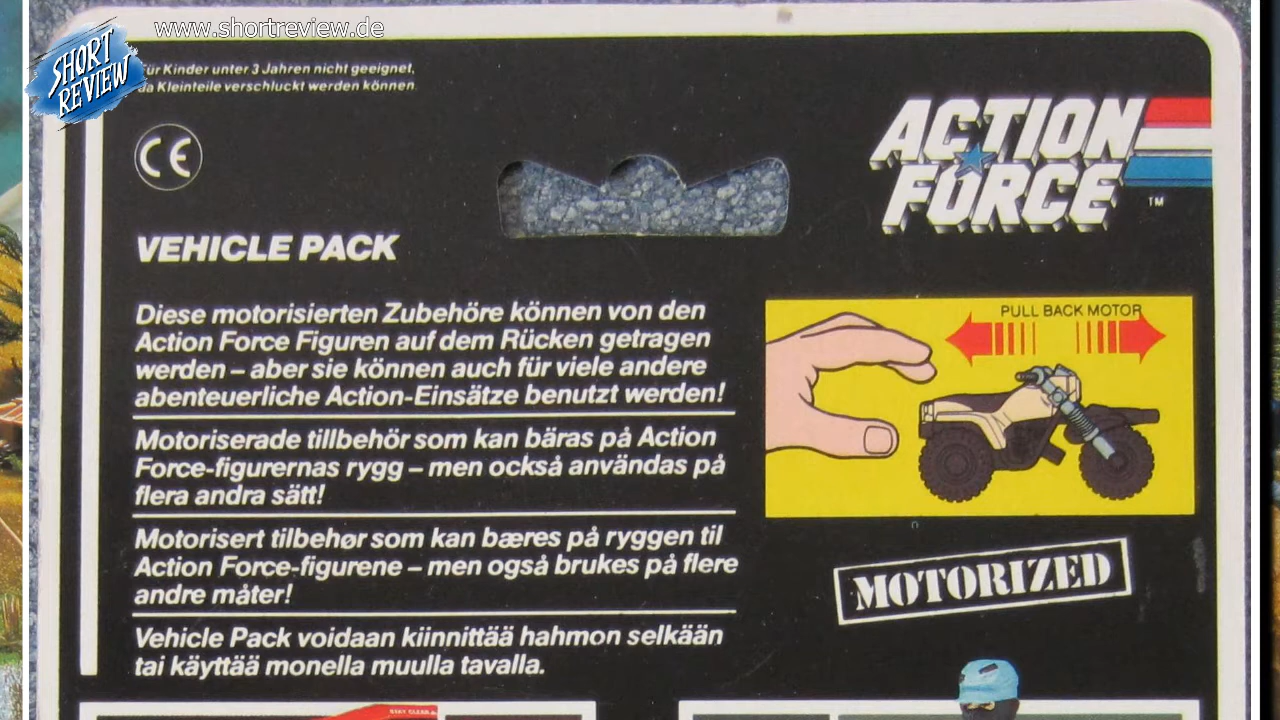 www.shortreview.de
SHORT
REVIEW
für Kinder unter 3 Jahren nicht geeignet,
da Kleinteile verschluckt werden können.
CE
ACTION
FORCE
TM
VEHICLE PACK
Diese motorisierten Zubehöre können von den
Action Force Figuren auf dem Rücken getragen
werden – aber sie können auch für viele andere
abenteuerliche Action-Einsätze benutzt werden!
Motoriserade tillbehör som kan bäras på Action
Force-figurernas rygg – men också användas på
flera andra sätt!
Motorisert tilbehør som kan bæres på ryggen til
Action Force-figurene – men også brukes på flere
andre måter!
Vehicle Pack voidaan kiinnittää hahmon selkään
tai käyttää monella muulla tavalla.
PULL BACK MOTOR
MOTORIZED